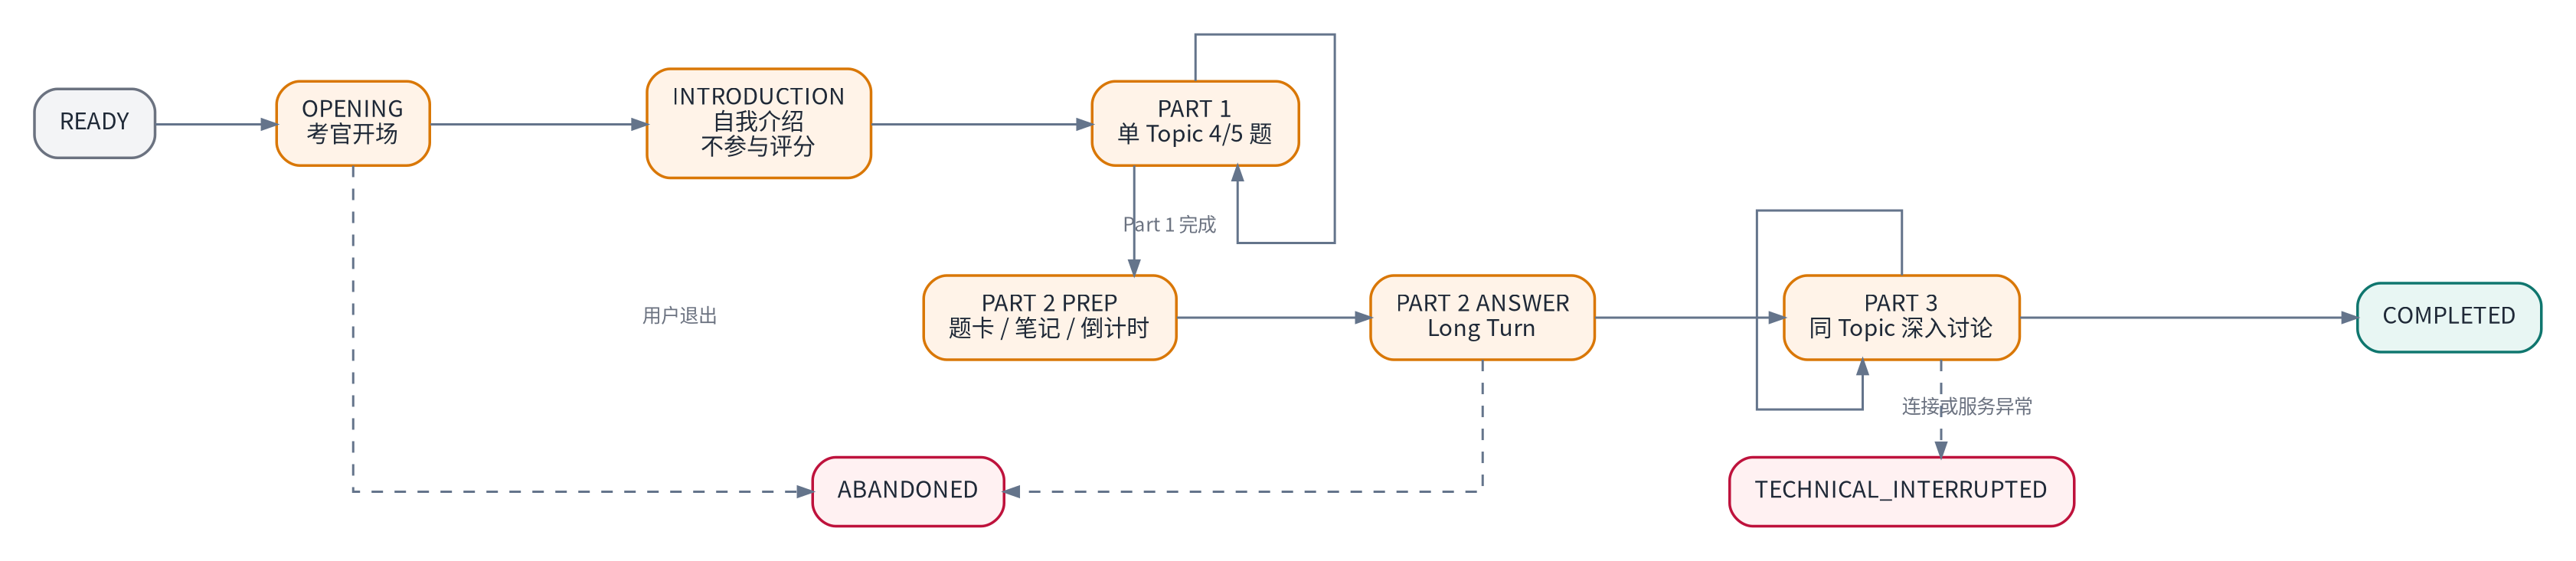 READY
OPENING
考官开场
INTRODUCTION
自我介绍
不参与评分
PART 1
单 Topic 4/5 题
Part 1 完成
用户退出
PART 2 PREP
题卡 / 笔记 / 倒计时
PART 2 ANSWER
Long Turn
PART 3
同 Topic 深入讨论
COMPLETED
连接或服务异常
ABANDONED
TECHNICAL_INTERRUPTED